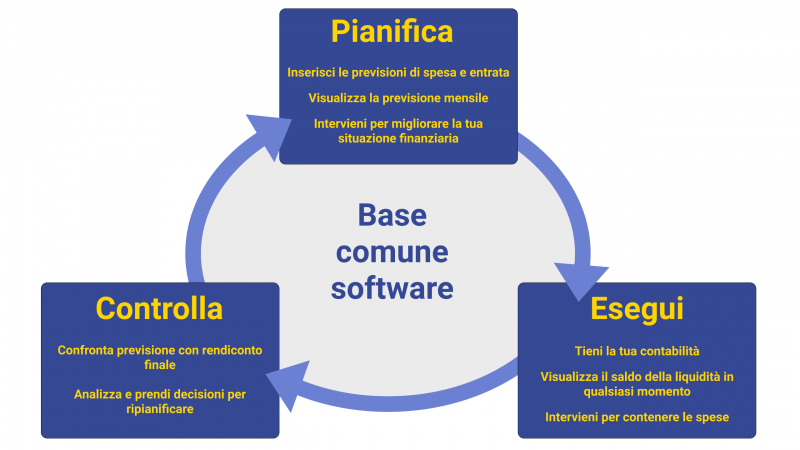 Pianifica
Inserisci le previsioni di spesa e entrata
Visualizza la previsione mensile
Intervieni per migliorare la tua
situazione finanziaria
Base
comune
software
Controlla
Confronta previsione con rendiconto
finale
Analizza e prendi decisioni per
ripianificare
Esegui
Tieni la tua contabilità
Visualizza il saldo della liquidità in
qualsiasi momento
Intervieni per contenere le spese